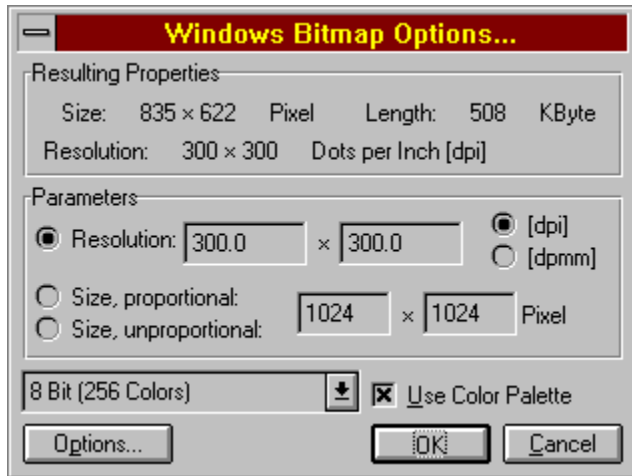 Windows Bitmap Options...
Resulting Properties
Size: 835 × 622 Pixel Length: 508 KByte
Resolution: 300 × 300 Dots per Inch [dpi]
Parameters
Resolution: 300.0 × 300.0 [dpi]
[dpmm]
Size, proportional:
Size, unproportional: 1024 × 1024 Pixel
8 Bit (256 Colors) Use Color Palette
Options... OK Cancel